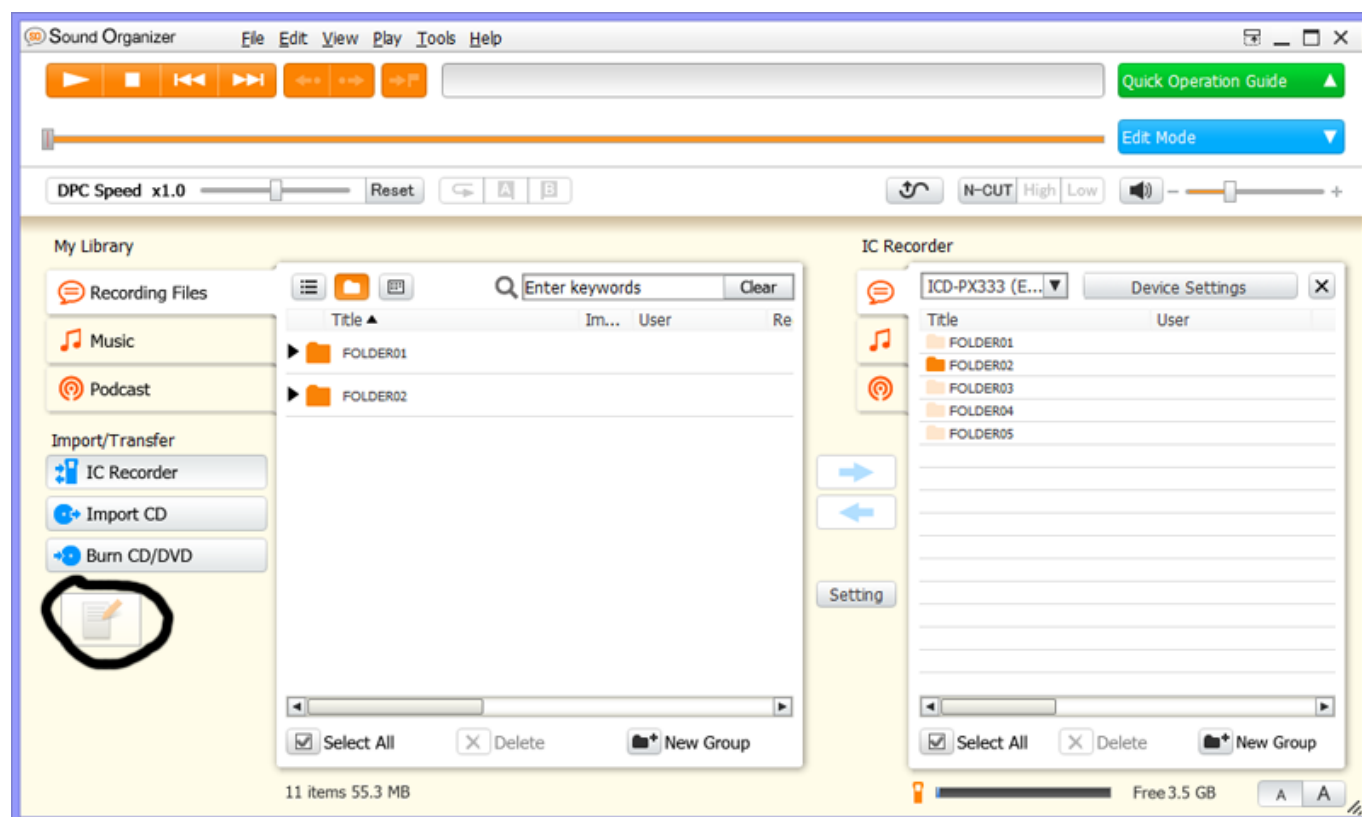 Sound Organizer File Edit View Play Tools Help
Quick Operation Guide
Edit Mode
DPC Speed x1.0 Reset A B N-CUT High Low - +
My Library
Recording Files
Music
Podcast
Import/Transfer
IC Recorder
Import CD
Burn CD/DVD
Enter keywords Clear
Title Im... User Re
FOLDER01
FOLDER02
Select All Delete New Group
11 items 55.3 MB
Setting
IC Recorder
ICD-PX333 (E... Device Settings
Title User
FOLDER01
FOLDER02
FOLDER03
FOLDER04
FOLDER05
Select All Delete New Group
Free 3.5 GB A A